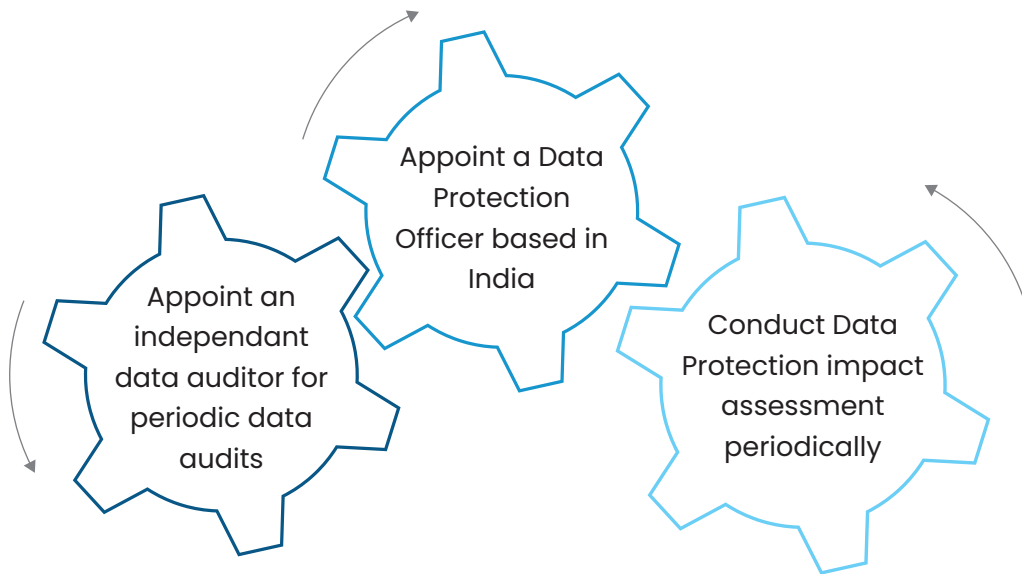 Appoint an
independant
data auditor for
periodic data
audits
Appoint a Data
Protection
Officer based in
India
Conduct Data
Protection impact
assessment
periodically